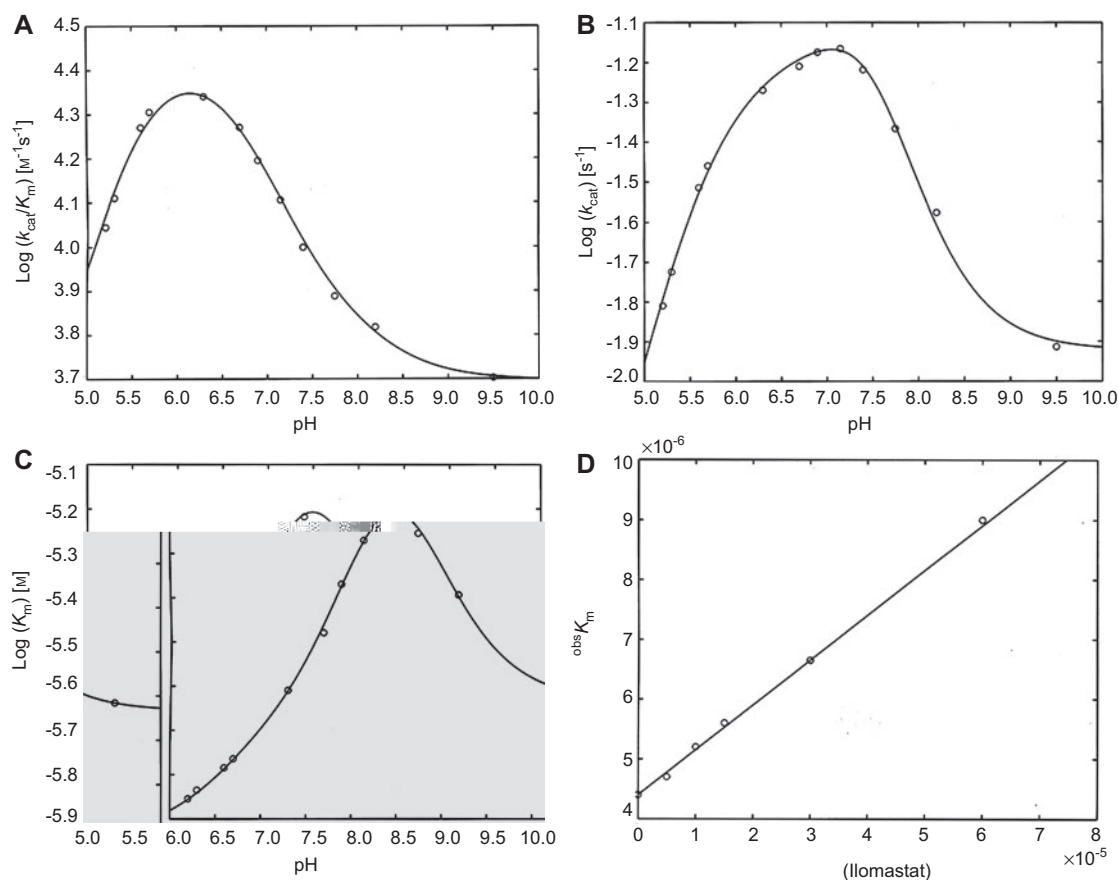 A
4.5
4.4
4.3
4.2
4.1
4.0
3.9
3.8
3.7
Log (kcat/Km) [M-1s-1]
5.0 5.5 6.0 6.5 7.0 7.5 8.0 8.5 9.0 9.5 10.0
pH
B
-1.1
-1.2
-1.3
-1.4
-1.5
-1.6
-1.7
-1.8
-1.9
-2.0
Log (kcat) [s-1]
5.0 5.5 6.0 6.5 7.0 7.5 8.0 8.5 9.0 9.5 10.0
pH
C
-5.1
-5.2
-5.3
-5.4
-5.5
-5.6
-5.7
-5.8
-5.9
Log (Km) [M]
5.0 5.5 6.0 6.5 7.0 7.5 8.0 8.5 9.0 9.5 10.0
pH
D
×10-6
10
9
8
7
6
5
4
obsKm
0 1 2 3 4 5 6 7 8
×10-5
(Ilomastat)